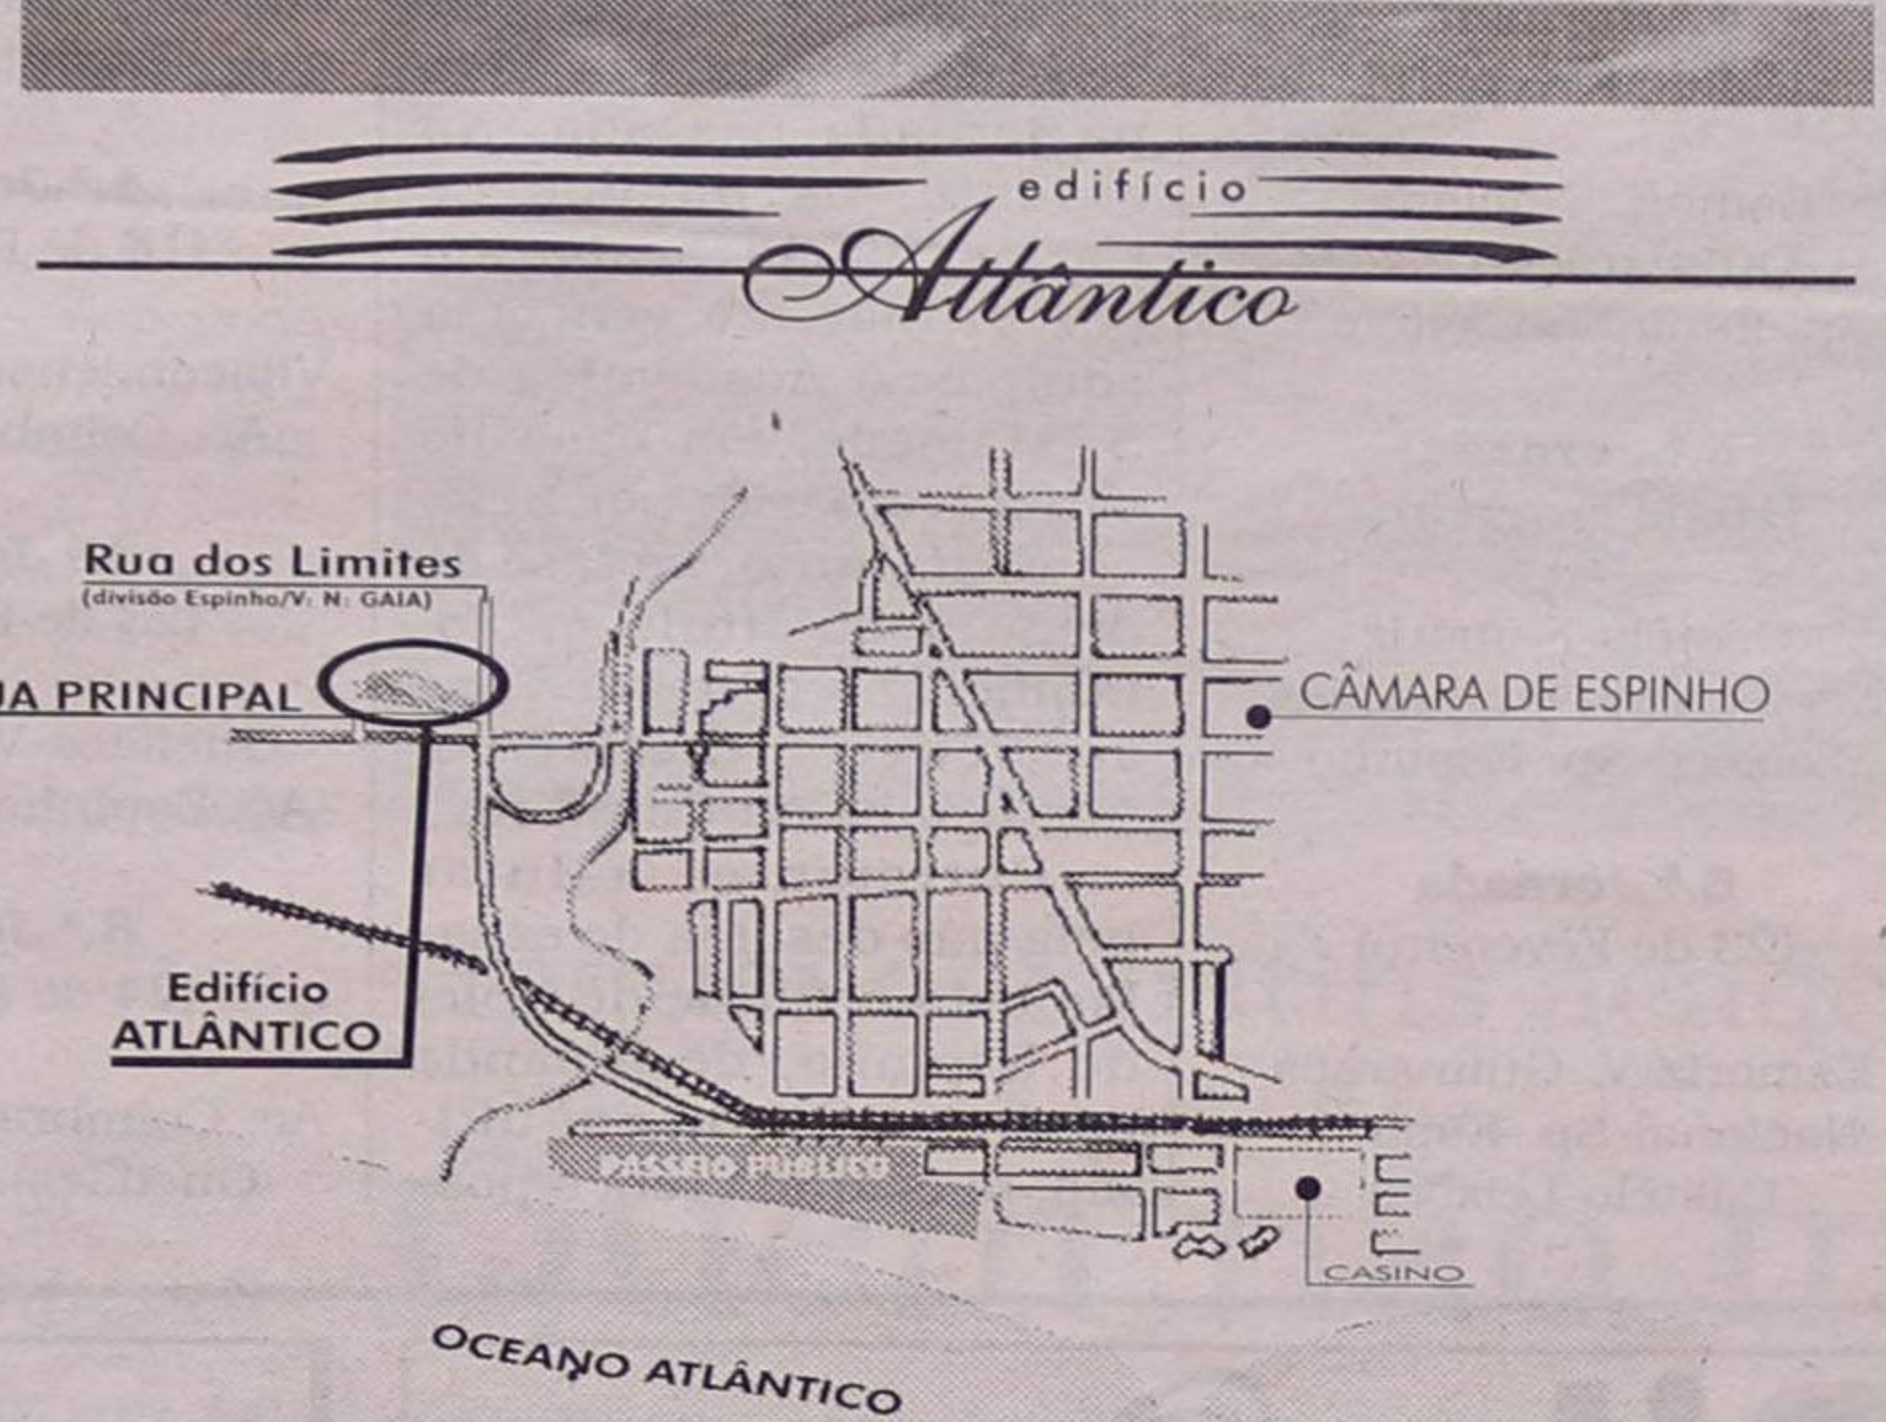 edifício
Atlântico
Rua dos Limites
(divisão Espinho/V: N: GAIA)
UA PRINCIPAL
CÂMARA DE ESPINHO
Edifício
ATLÂNTICO
PASSEIO PÚBLICO
CASINO
OCEANO ATLÂNTICO